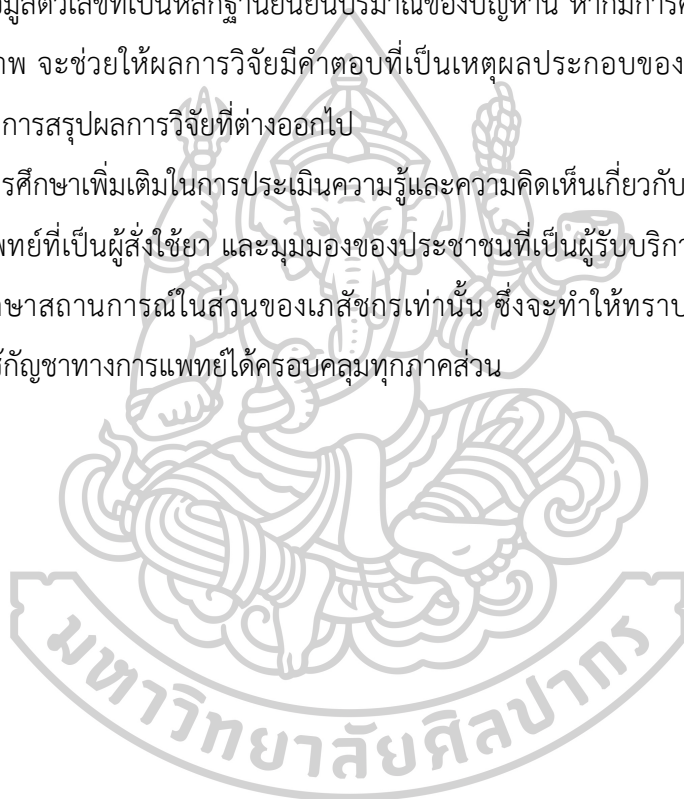 อมูลตัวเลขที่เป็นหลักฐานยืนยันปริมาณของปัญหาน หากมีการ
าพ จะช่วยให้ผลการวิจัยมีคำตอบที่เป็นเหตุผลประกอบของ
การสรุปผลการวิจัยที่ต่างออกไป
รศึกษาเพิ่มเติมในการประเมินความรู้และความคิดเห็นเกี่ยวกับ
พทย์ที่เป็นผู้สั่งใช้ยา และมุมมองของประชาชนที่เป็นผู้รับบริกา
าษาสถานการณ์ในส่วนของเภสัชกรเท่านั้น ซึ่งจะทำให้ทราบ
ช้กัญชาทางการแพทย์ได้ครอบคลุมทุกภาคส่วน
มหาวิทยาลัยศิลปากร